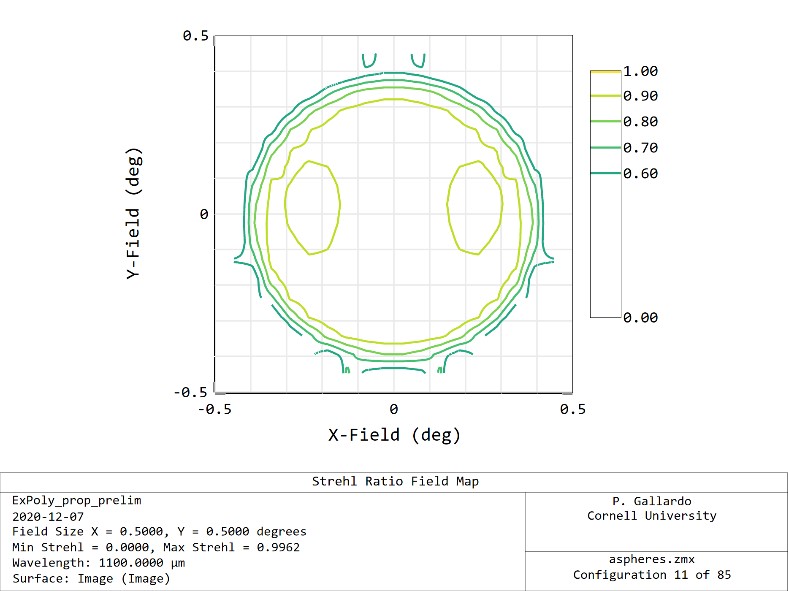 0.5
0
-0.5
Y-Field (deg)
-0.5 0 0.5
X-Field (deg)
1.00
0.90
0.80
0.70
0.60
0.00
Strehl Ratio Field Map
ExPoly_prop_prelim
2020-12-07
Field Size X = 0.5000, Y = 0.5000 degrees
Min Strehl = 0.0000, Max Strehl = 0.9962
Wavelength: 1100.0000 µm
Surface: Image (Image)
P. Gallardo
Cornell University
aspheres.zmx
Configuration 11 of 85